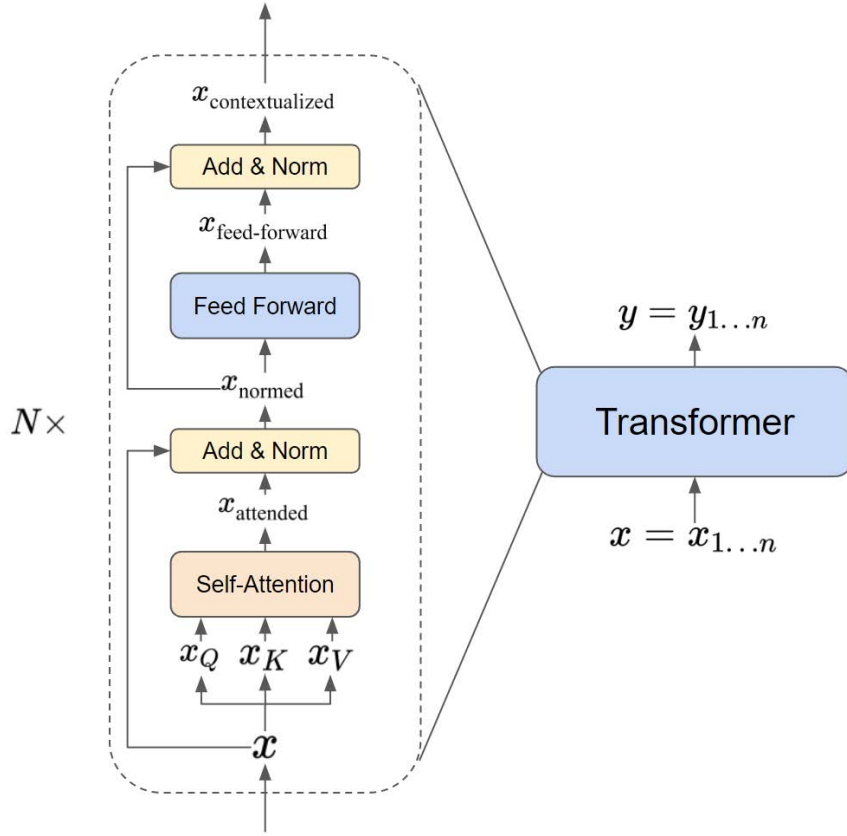 x_contextualized
Add & Norm
x_feed-forward
Feed Forward
x_normed
N×
Add & Norm
x_attended
Self-Attention
x_Q x_K x_V
x
y = y_1…n
Transformer
x = x_1…n